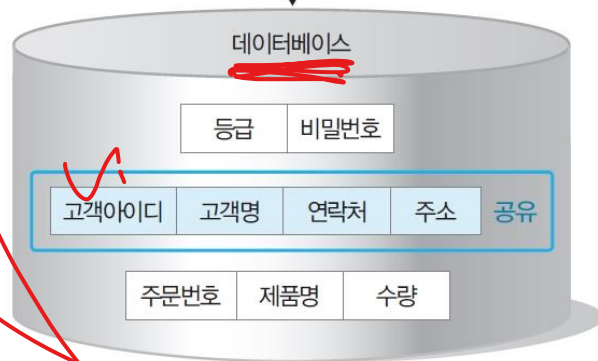 데이터베이스
등급 비밀번호
고객아이디 고객명 연락처 주소 공유
주문번호 제품명 수량